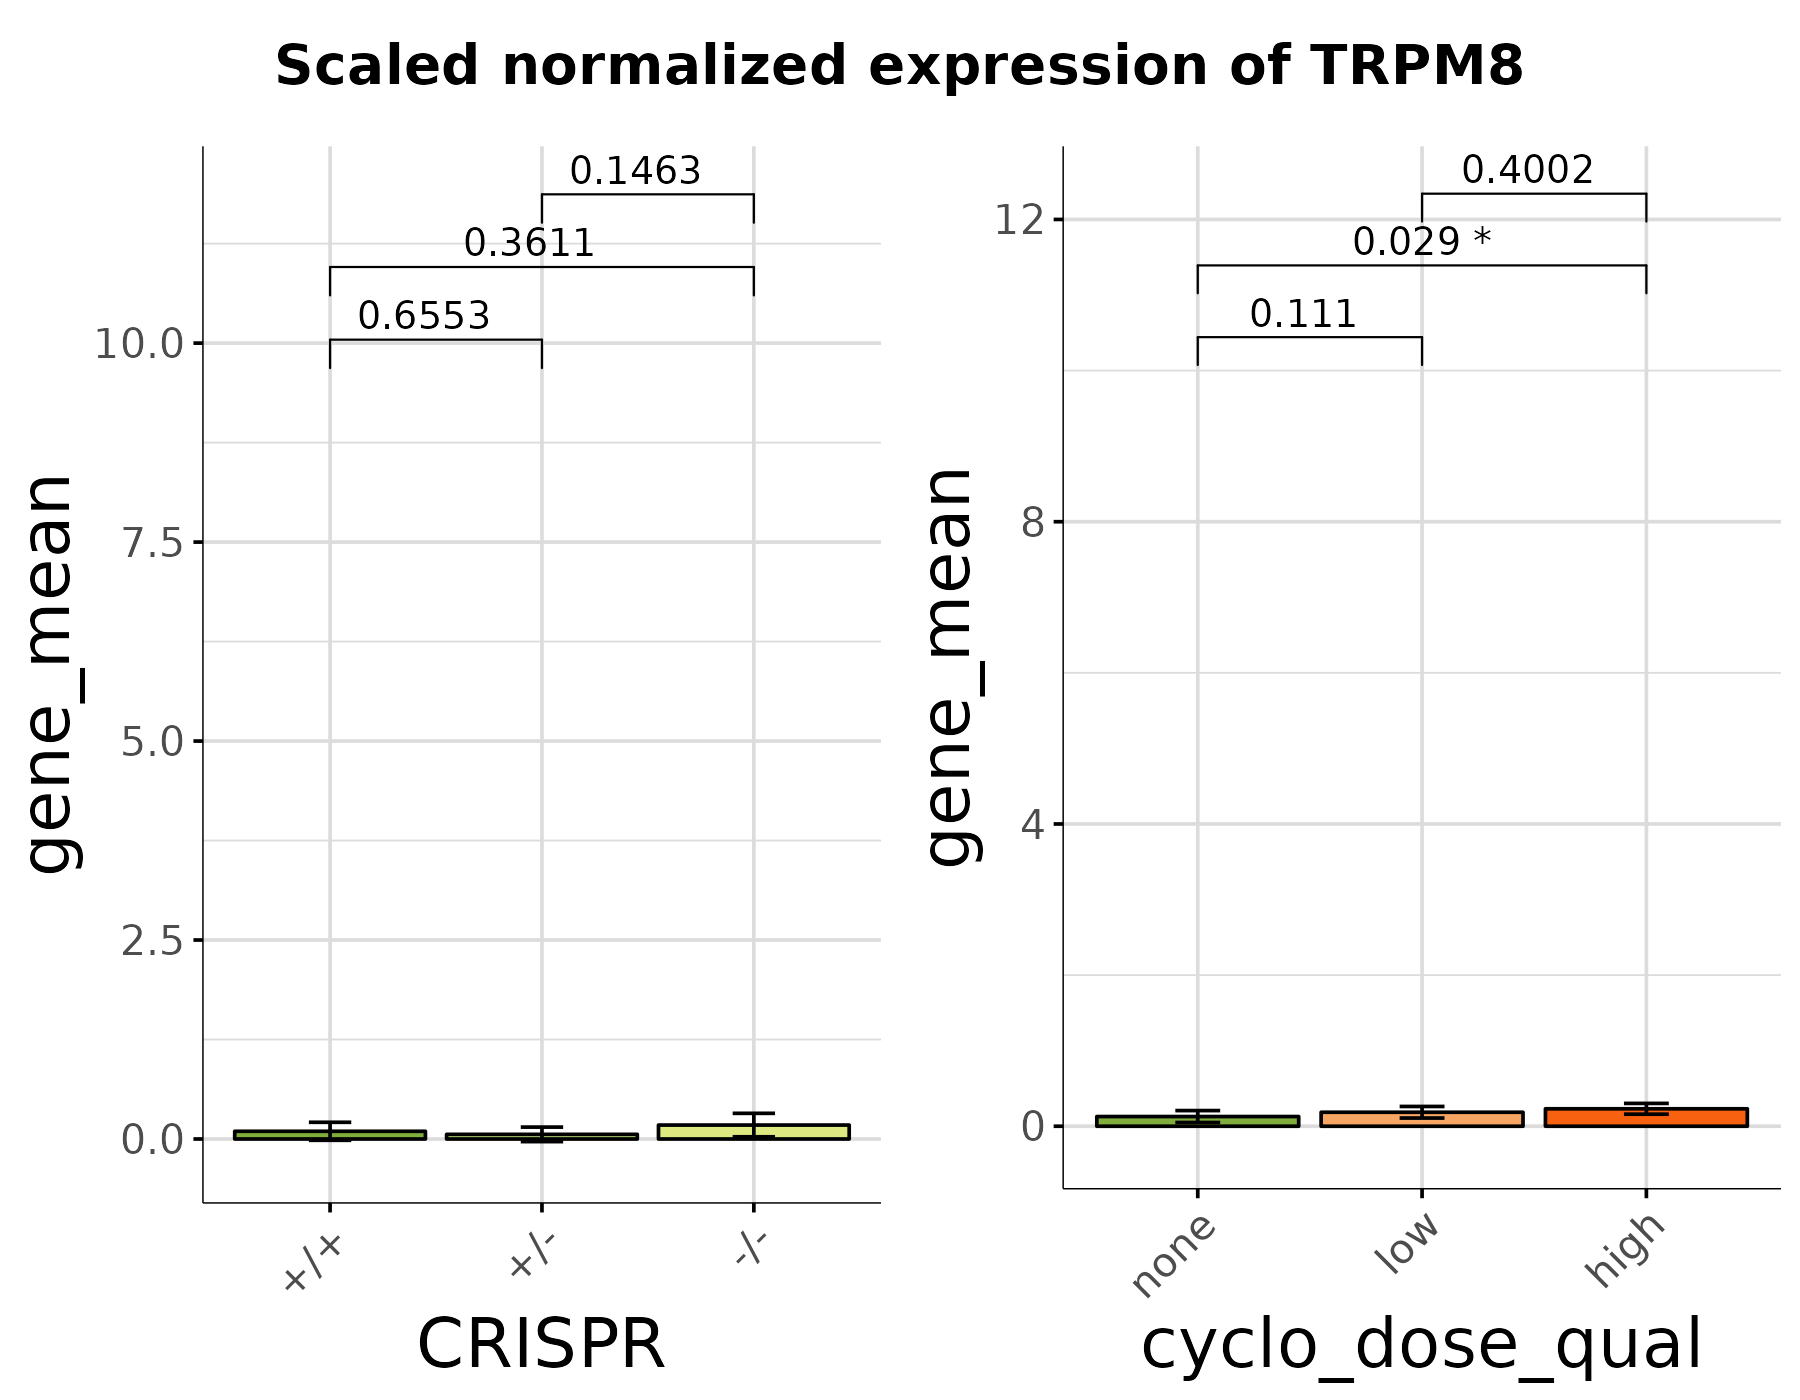 Scaled normalized expression of TRPM8
gene_mean
10.0
7.5
5.0
2.5
0.0
0.1463
0.3611
0.6553
+/+
+/-
-/-
CRISPR
gene_mean
12
8
4
0
0.4002
0.029 *
0.111
none
low
high
cyclo_dose_qual